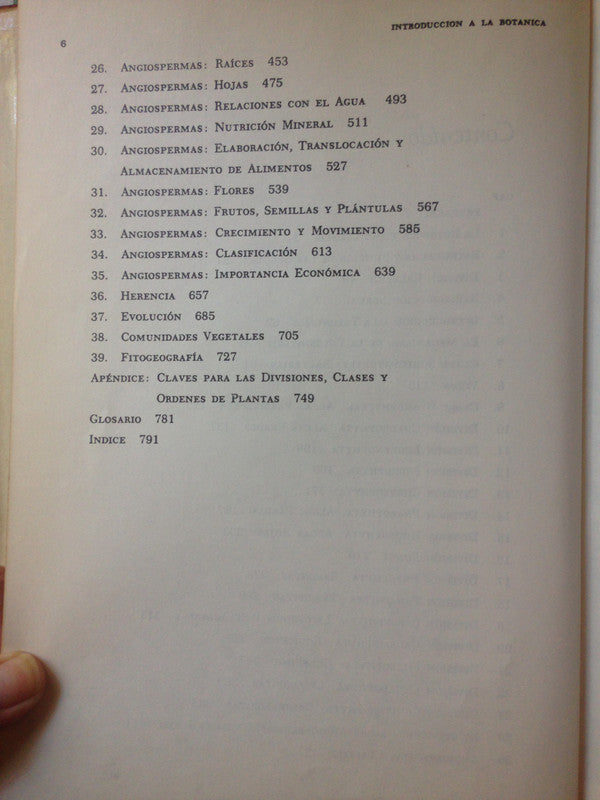 INTRODUCCION A LA BOTANICA
6
26. ANGIOSPERMAS: RAÍCES 453
27. ANGIOSPERMAS: HOJAS 475
28. ANGIOSPERMAS: RELACIONES CON EL AGUA 493
29. ANGIOSPERMAS: NUTRICIÓN MINERAL 511
30. ANGIOSPERMAS: ELABORACIÓN, TRANSLOCACIÓN Y
ALMACENAMIENTO DE ALIMENTOS 527
31. ANGIOSPERMAS: FLORES 539
32. ANGIOSPERMAS: FRUTOS, SEMILLAS Y PLÁNTULAS 567
33. ANGIOSPERMAS: CRECIMIENTO Y MOVIMIENTO 585
34. ANGIOSPERMAS: CLASIFICACIÓN 613
35. ANGIOSPERMAS: IMPORTANCIA ECONÓMICA 639
36. HERENCIA 657
37. EVOLUCIÓN 685
38. COMUNIDADES VEGETALES 705
39. FITOGEOGRAFÍA 727
APÉNDICE: CLAVES PARA LAS DIVISIONES, CLASES Y
ORDENES DE PLANTAS 749
GLOSARIO 781
INDICE 791